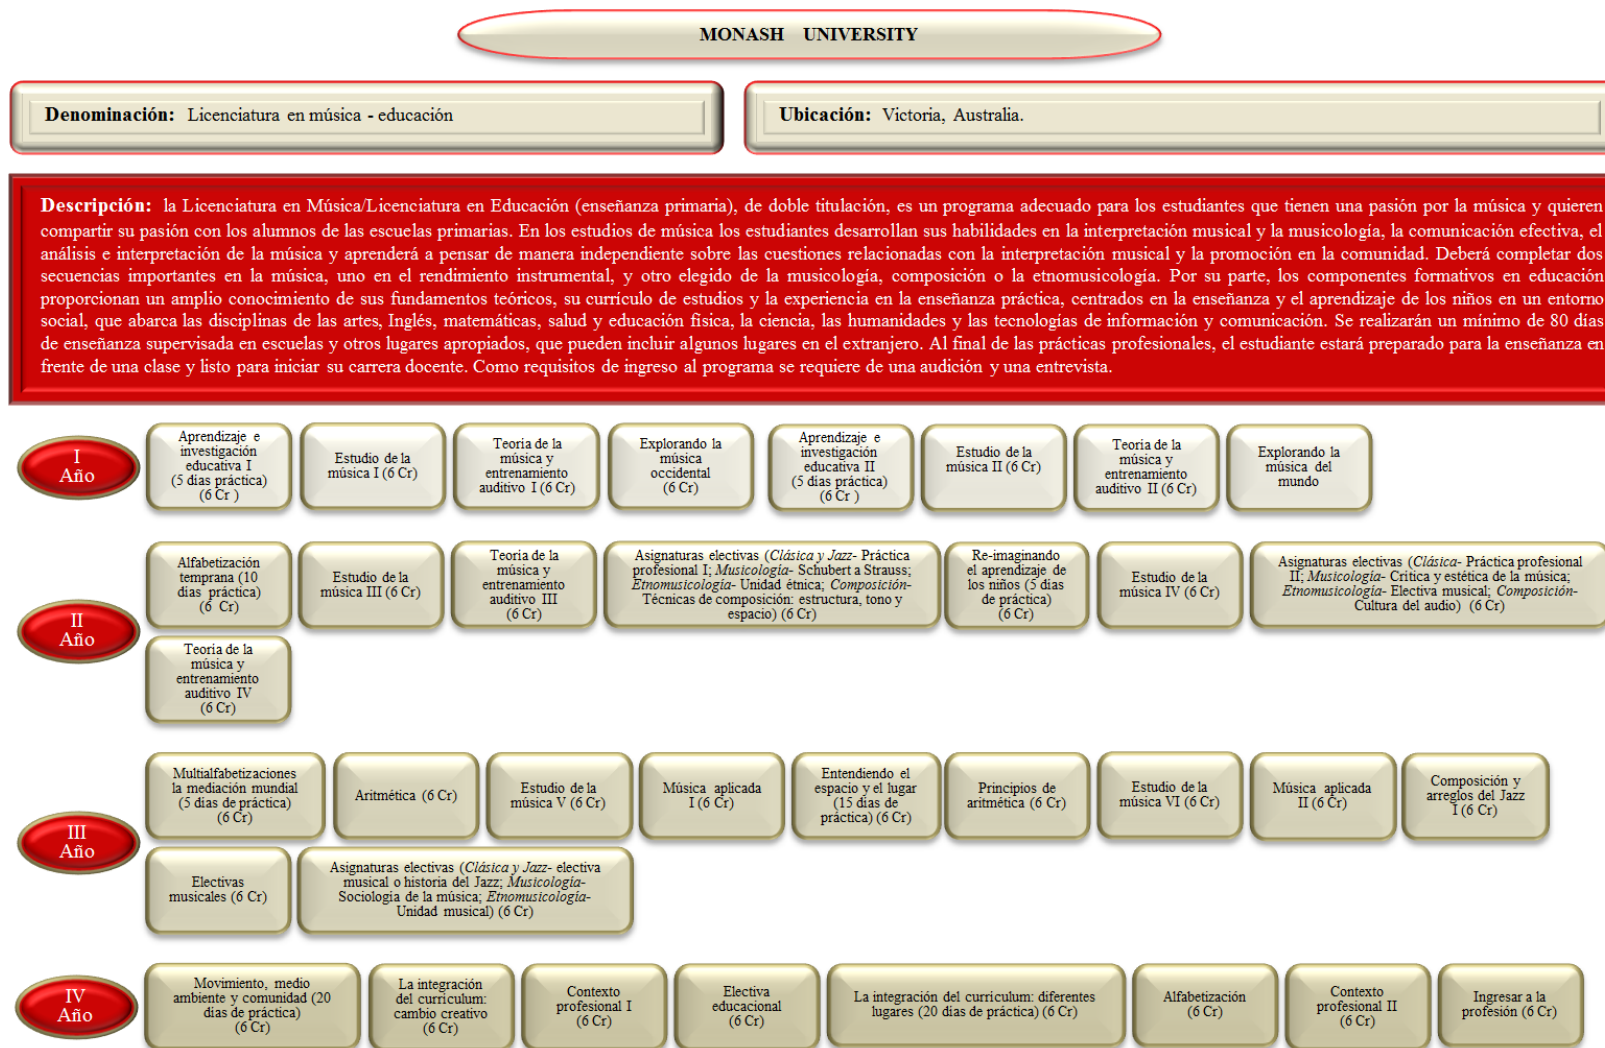 MONASH UNIVERSITY
Denominación: Licenciatura en música - educación
Ubicación: Victoria, Australia.
Descripción: la Licenciatura en Música/Licenciatura en Educación (enseñanza primaria), de doble titulación, es un programa adecuado para los estudiantes que tienen una pasión por la música y quieren
compartir su pasión con los alumnos de las escuelas primarias. En los estudios de música los estudiantes desarrollan sus habilidades en la interpretación musical y la musicología, la comunicación efectiva, el
análisis e interpretación de la música y aprenderá a pensar de manera independiente sobre las cuestiones relacionadas con la interpretación musical y la promoción en la comunidad. Deberá completar dos
secuencias importantes en la música, uno en el rendimiento instrumental, y otro elegido de la musicología, composición o la etnomusicología. Por su parte, los componentes formativos en educación
proporcionan un amplio conocimiento de sus fundamentos teóricos, su currículo de estudios y la experiencia en la enseñanza práctica, centrados en la enseñanza y el aprendizaje de los niños en un entorno
social, que abarca las disciplinas de las artes, Inglés, matemáticas, salud y educación física, la ciencia, las humanidades y las tecnologías de información y comunicación. Se realizarán un mínimo de 80 días
de enseñanza supervisada en escuelas y otros lugares apropiados, que pueden incluir algunos lugares en el extranjero. Al final de las prácticas profesionales, el estudiante estará preparado para la enseñanza en
frente de una clase y listo para iniciar su carrera docente. Como requisitos de ingreso al programa se requiere de una audición y una entrevista.
I
Año
Aprendizaje e
investigación
educativa I
(5 días práctica)
(6 Cr )
Estudio de la
música I (6 Cr)
Teoría de la
música y
entrenamiento
auditivo I (6 Cr)
Explorando la
música
occidental
(6 Cr)
Aprendizaje e
investigación
educativa II
(5 días práctica)
(6 Cr )
Estudio de la
música II (6 Cr)
Teoría de la
música y
entrenamiento
auditivo II (6 Cr)
Explorando la
música del
mundo
II
Año
Alfabetización
temprana (10
días práctica)
(6 Cr)
Estudio de la
música III (6 Cr)
Teoría de la
música y
entrenamiento
auditivo III
(6 Cr)
Asignaturas electivas (Clásica y Jazz- Práctica
profesional I; Musicología- Schubert a Strauss;
Etnomusicología- Unidad étnica; Composición-
Técnicas de composición: estructura, tono y
espacio) (6 Cr)
Re-imaginando
el aprendizaje de
los niños (5 días
de práctica)
(6 Cr)
Estudio de la
música IV (6 Cr)
Asignaturas electivas (Clásica- Práctica profesional
II; Musicología- Crítica y estética de la música;
Etnomusicología- Electiva musical; Composición-
Cultura del audio) (6 Cr)
Teoría de la
música y
entrenamiento
auditivo IV
(6 Cr)
III
Año
Multialfabetizaciones
la mediación mundial
(5 días de práctica)
(6 Cr)
Aritmética (6 Cr)
Estudio de la
música V (6 Cr)
Música aplicada
I (6 Cr)
Entendiendo el
espacio y el lugar
(15 días de
práctica) (6 Cr)
Principios de
aritmética (6 Cr)
Estudio de la
música VI (6 Cr)
Música aplicada
II (6 Cr)
Composición y
arreglos del Jazz
I (6 Cr)
Electivas
musicales (6 Cr)
Asignaturas electivas (Clásica y Jazz- electiva
musical o historia del Jazz; Musicología-
Sociología de la música; Etnomusicología-
Unidad musical) (6 Cr)
IV
Año
Movimiento, medio
ambiente y comunidad (20
días de práctica)
(6 Cr)
La integración
del curriculum:
cambio creativo
(6 Cr)
Contexto
profesional I
(6 Cr)
Electiva
educacional
(6 Cr)
La integración del curriculum: diferentes
lugares (20 días de práctica) (6 Cr)
Alfabetización
(6 Cr)
Contexto
profesional II
(6 Cr)
Ingresar a la
profesión (6 Cr)